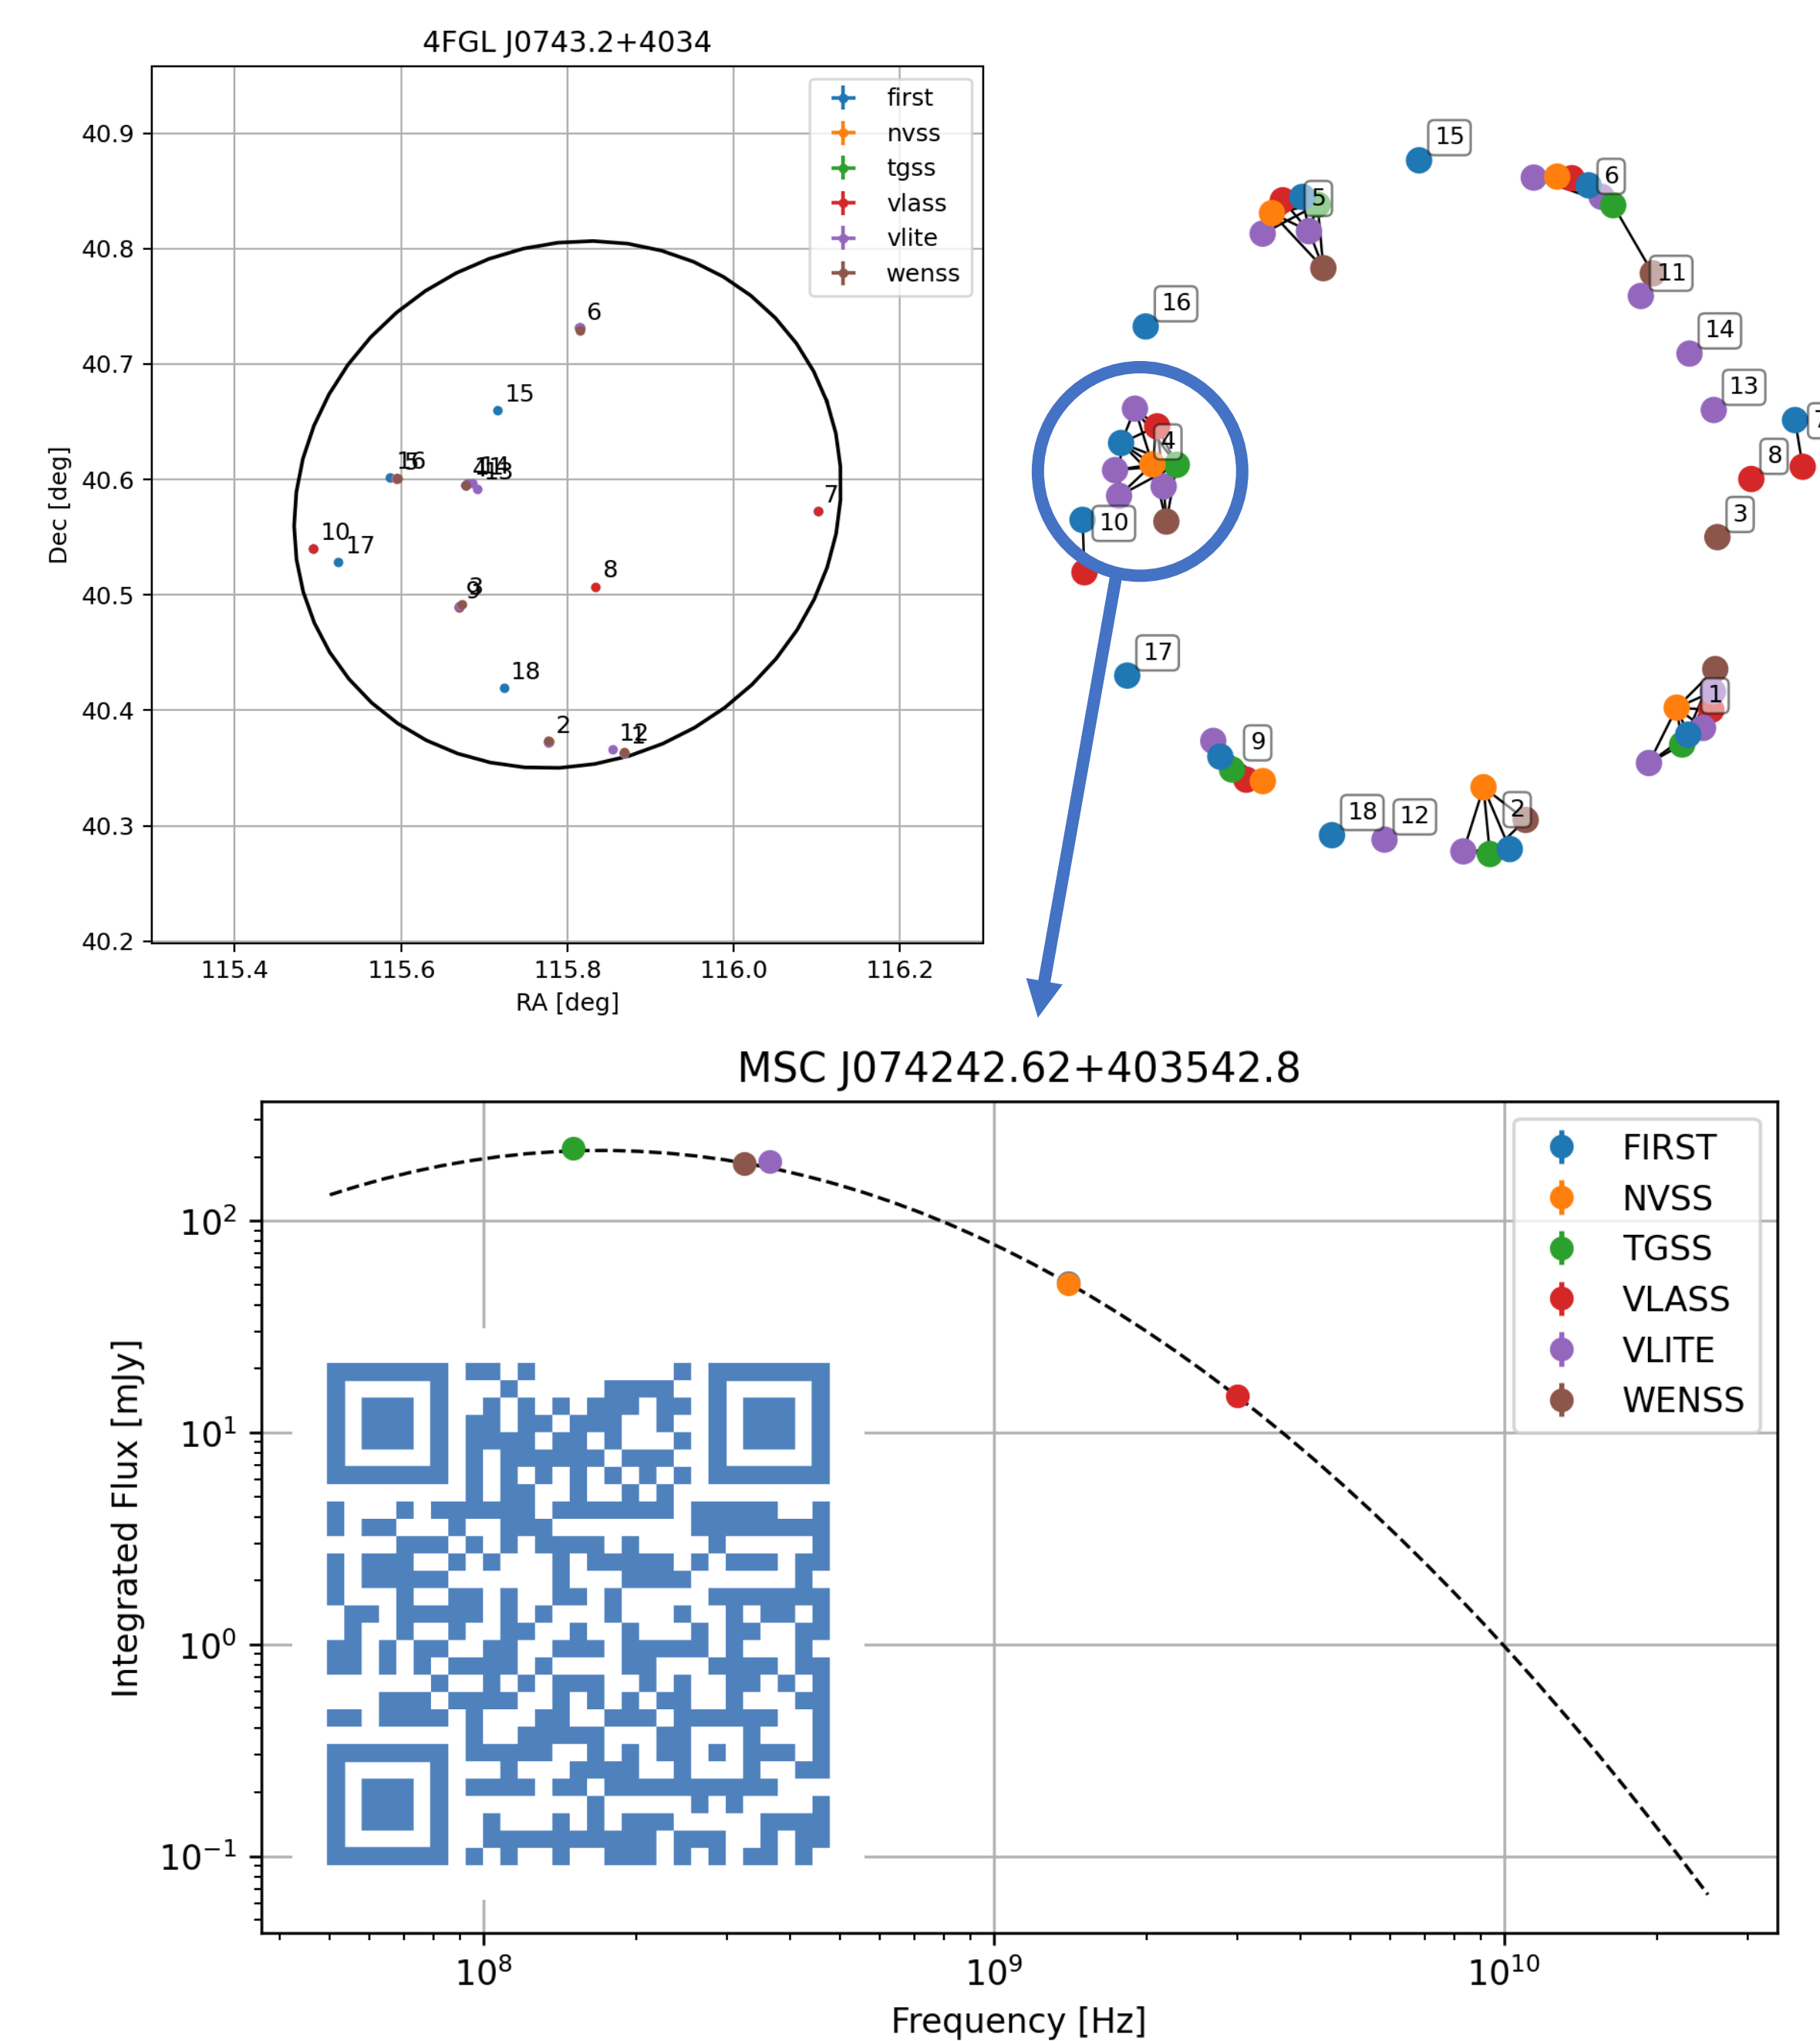 4FGL J0743.2+4034
first
nvss
tgss
vlass
vlite
wenss
40.9
40.8
40.7
40.6
40.5
40.4
40.3
40.2
Dec [deg]
115.4 115.6 115.8 116.0 116.2
RA [deg]
6
15
16
7
10
17
8
9
3
18
2
12
1
15
5
6
11
16
14
13
7
4
8
10
3
17
1
9
18
12
2
MSC J074242.62+403542.8
FIRST
NVSS
TGSS
VLASS
VLITE
WENSS
10²
10¹
10⁰
10⁻¹
Integrated Flux [mJy]
10⁸ 10⁹ 10¹⁰
Frequency [Hz]